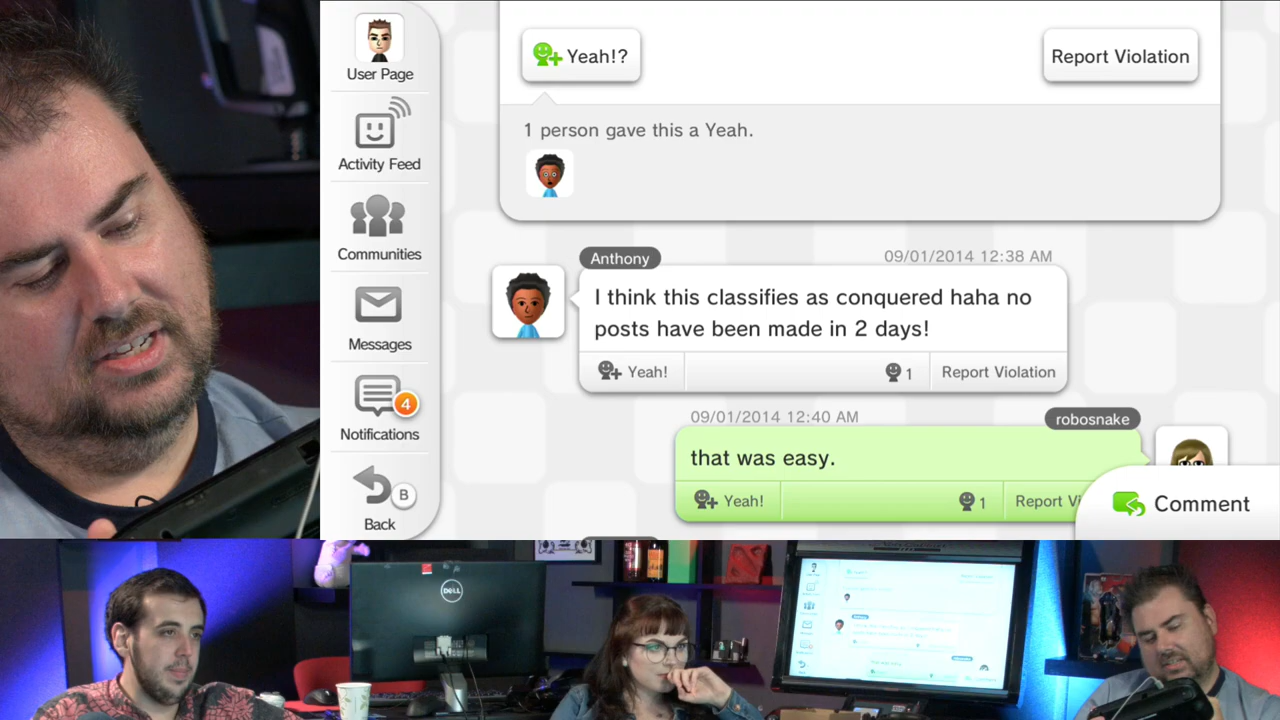 User Page
Activity Feed
Communities
Messages
4
Notifications
B
Back
Yeah!?
Report Violation
1 person gave this a Yeah.
Anthony
09/01/2014 12:38 AM
I think this classifies as conquered haha no
posts have been made in 2 days!
Yeah!
1
Report Violation
09/01/2014 12:40 AM
robosnake
that was easy.
Yeah!
1
Report Vi
Comment
DELL